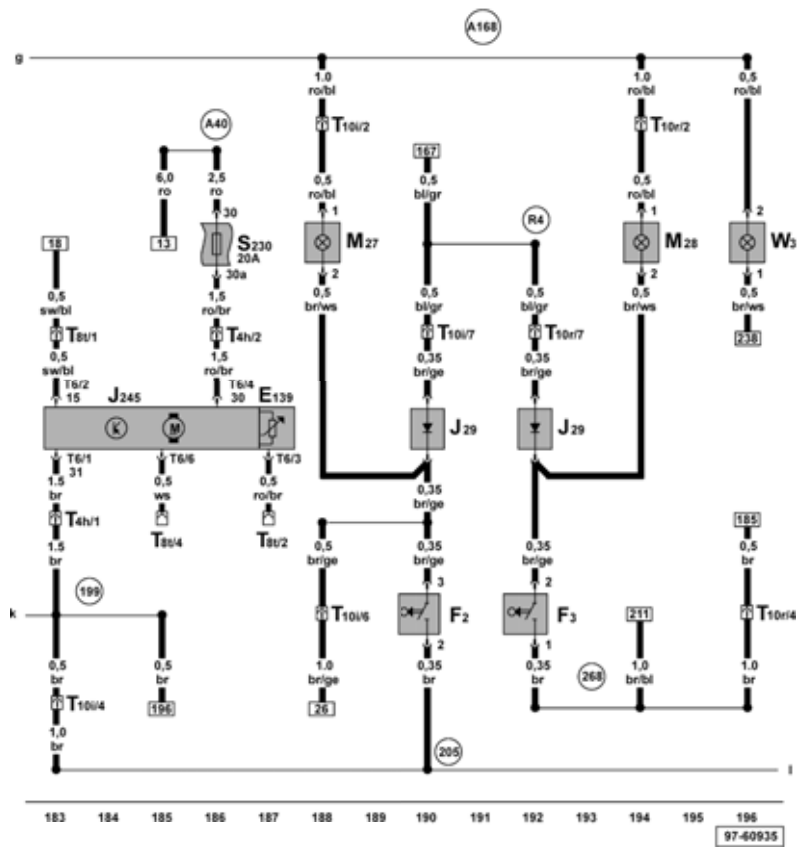 A168
g
1.0 ro/bl
1.0 ro/bl
0,5 ro/bl
T10i/2
T10r/2
A40
6,0 ro
2,5 ro
167
0,5 ro/bl
0,5 bl/gr
0,5 ro/bl
R4
30
1
1
2
18
13
S230 20A
M27
M28
W3
30a
2
2
1
0,5 sw/bl
1,5 ro/br
0,5 br/ws
0,5 bl/gr
0,5 bl/gr
0,5 br/ws
0,5 br/ws
T8t/1
T4h/2
T10i/7
T10r/7
238
0,5 sw/bl
1,5 ro/br
0,35 br/ge
0,35 br/ge
T6/2 15
J245
T6/4 30
E139
K
M
J29
J29
T6/1 31
T6/6
T6/3
1.5 br
0,5 ws
0,5 ro/br
0,35 br/ge
T4h/1
T8t/4
T8t/2
185
1.5 br
0,5 br/ge
0,35 br/ge
0,35 br/ge
0,5 br
3
2
199
k
T10i/6
F2
F3
211
T10r/4
2
1
0,5 br
0,5 br
1.0 br/ge
0,35 br
0,35 br
268
1,0 br/bl
1.0 br
T10i/4
196
26
1,0 br
205
l
183 184 185 186 187 188 189 190 191 192 193 194 195 196
97-60935